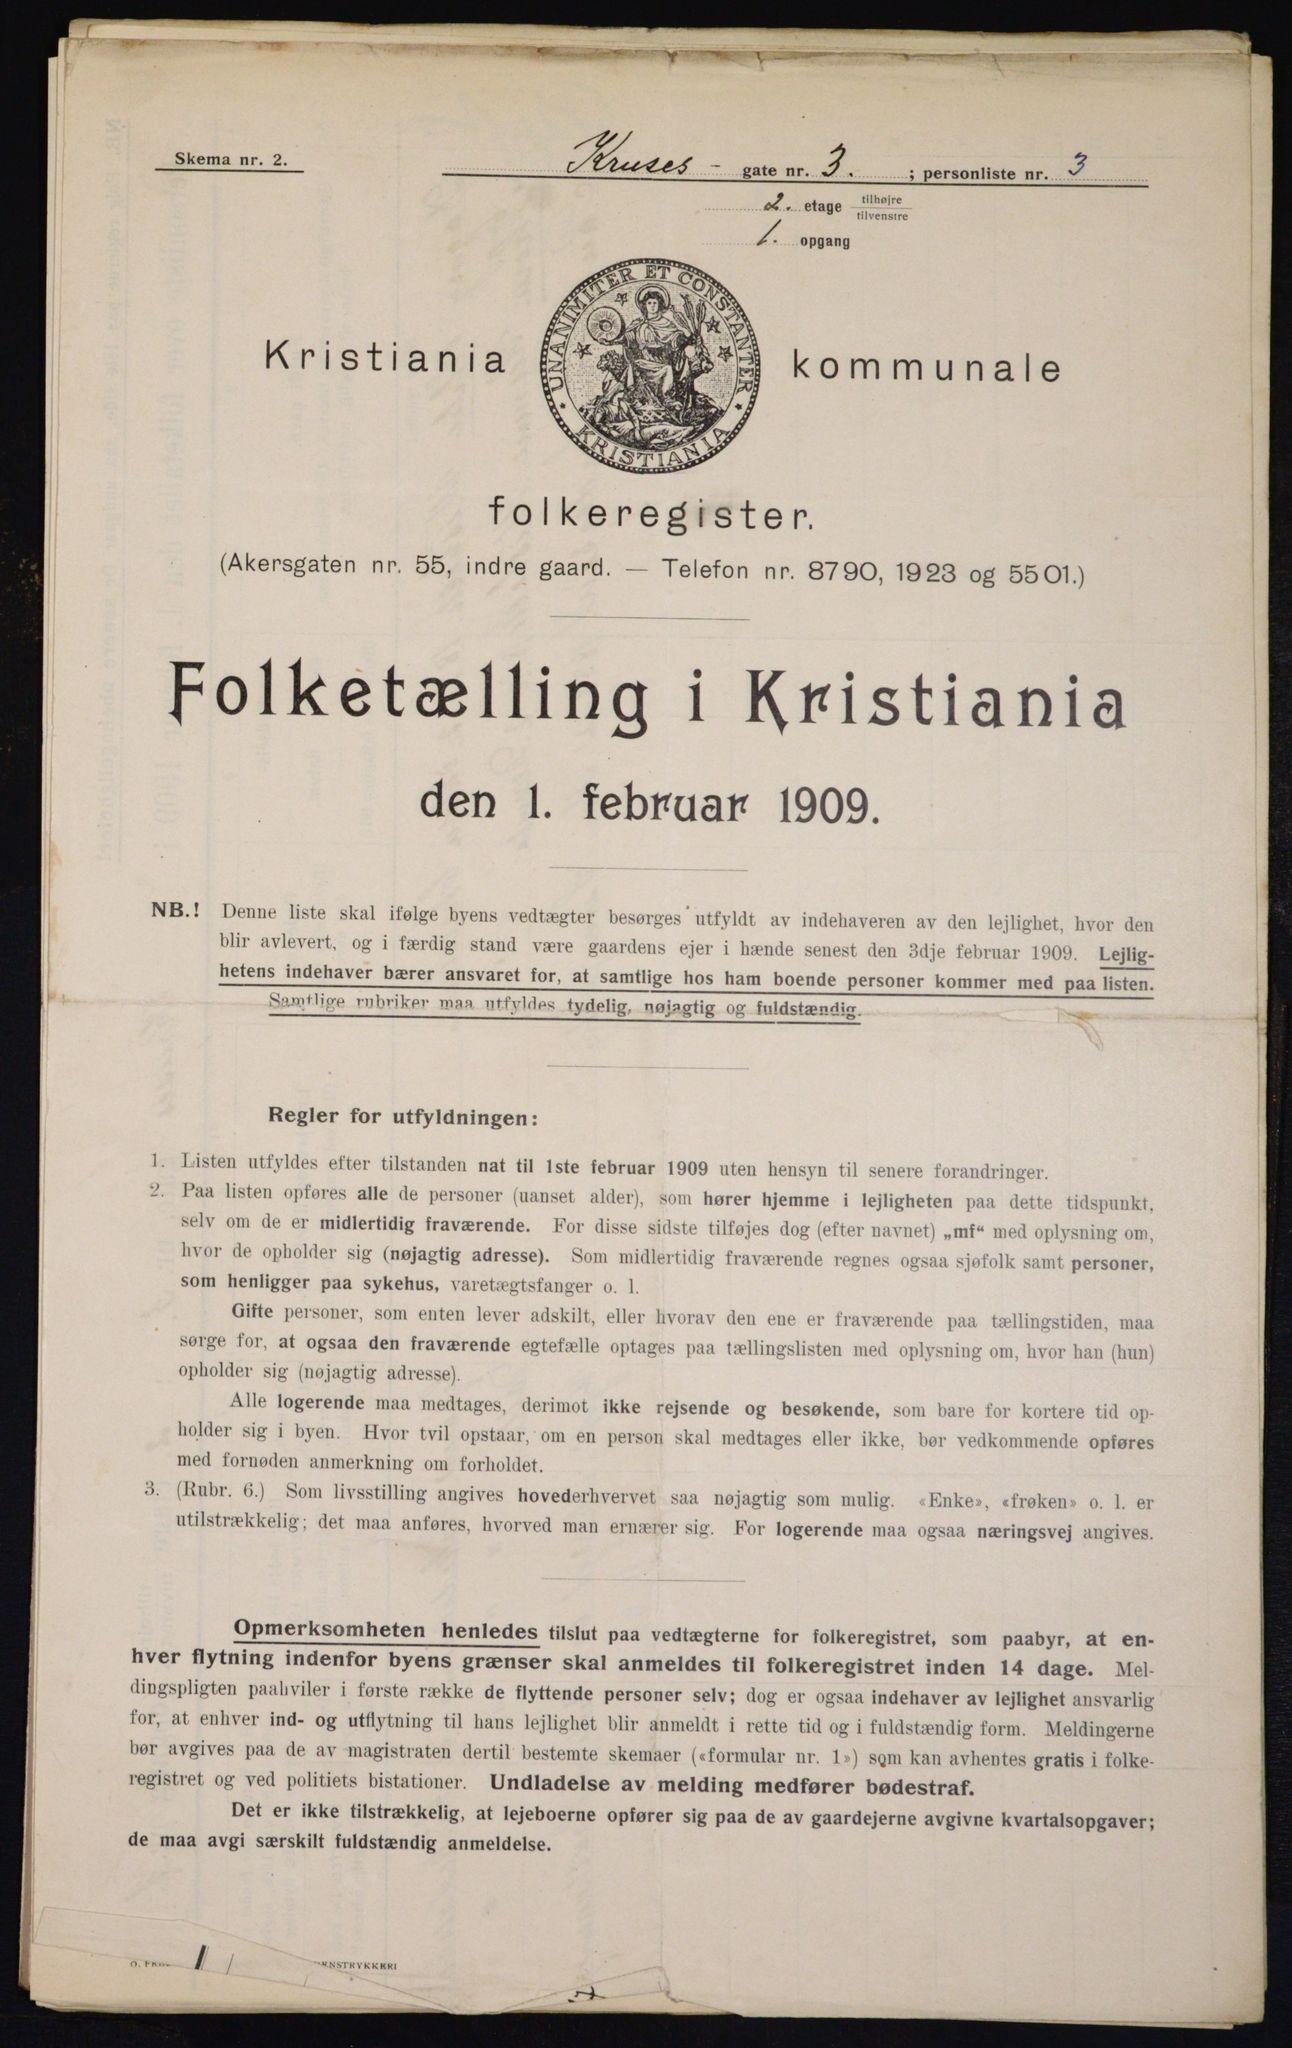 Skema nr. 2.
Kruses - gate nr. 3. ; personliste nr. 3
2. etage tilhøjre
tilvenstre
1. opgang
UNANIMITER ET CONSTANTER
KRISTIANIA
Kristiania kommunale
folkeregister.
(Akersgaten nr. 55, indre gaard. — Telefon nr. 8790, 1923 og 5501.)
Folketælling i Kristiania
den 1. februar 1909.
NB.! Denne liste skal ifølge byens vedtægter besørges utfyldt av indehaveren av den lejlighet, hvor den
blir avlevert, og i færdig stand være gaardens ejer i hænde senest den 3dje februar 1909. Lejlig-
hetens indehaver bærer ansvaret for, at samtlige hos ham boende personer kommer med paa listen.
Samtlige rubriker maa utfyldes tydelig, nøjagtig og fuldstændig.
Regler for utfyldningen:
1. Listen utfyldes efter tilstanden nat til 1ste februar 1909 uten hensyn til senere forandringer.
2. Paa listen opføres alle de personer (uanset alder), som hører hjemme i lejligheten paa dette tidspunkt,
selv om de er midlertidig fraværende. For disse sidste tilføjes dog (efter navnet) „mf“ med oplysning om,
hvor de opholder sig (nøjagtig adresse). Som midlertidig fraværende regnes ogsaa sjøfolk samt personer,
som henligger paa sykehus, varetægtsfanger o. l.
Gifte personer, som enten lever adskilt, eller hvorav den ene er fraværende paa tællingstiden, maa
sørge for, at ogsaa den fraværende egtefælle optages paa tællingslisten med oplysning om, hvor han (hun)
opholder sig (nøjagtig adresse).
Alle logerende maa medtages, derimot ikke rejsende og besøkende, som bare for kortere tid op-
holder sig i byen. Hvor tvil opstaar, om en person skal medtages eller ikke, bør vedkommende opføres
med fornøden anmerkning om forholdet.
3. (Rubr. 6.) Som livsstilling angives hovederhvervet saa nøjagtig som mulig. «Enke», «frøken» o. l. er
utilstrækkelig; det maa anføres, hvorved man ernærer sig. For logerende maa ogsaa næringsvej angives.
Opmerksomheten henledes tilslut paa vedtægterne for folkeregistret, som paabyr, at en-
hver flytning indenfor byens grænser skal anmeldes til folkeregistret inden 14 dage. Mel-
dingspligten paahviler i første række de flyttende personer selv; dog er ogsaa indehaver av lejlighet ansvarlig
for, at enhver ind- og utflytning til hans lejlighet blir anmeldt i rette tid og i fuldstændig form. Meldingerne
bør avgives paa de av magistraten dertil bestemte skemaer («formular nr. 1») som kan avhentes gratis i folke-
registret og ved politiets bistationer. Undladelse av melding medfører bødestraf.
Det er ikke tilstrækkelig, at lejeboerne opfører sig paa de av gaardejerne avgivne kvartalsopgaver;
de maa avgi særskilt fuldstændig anmeldelse.